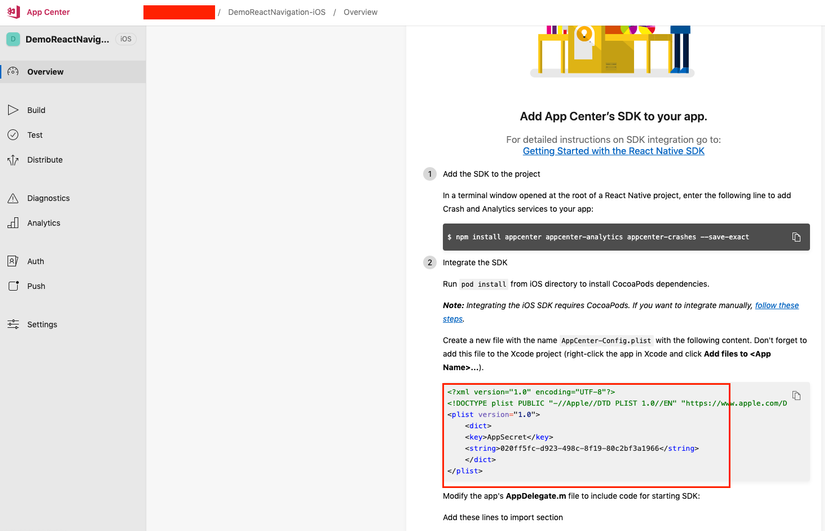 App Center
/ DemoReactNavigation-iOS / Overview
D DemoReactNavig... iOS
Overview
Build
Test
Distribute
Diagnostics
Analytics
Auth
Push
Settings
Add App Center's SDK to your app.
For detailed instructions on SDK integration go to:
Getting Started with the React Native SDK
1 Add the SDK to the project
In a terminal window opened at the root of a React Native project, enter the following line to add
Crash and Analytics services to your app:
$ npm install appcenter appcenter-analytics appcenter-crashes --save-exact
2 Integrate the SDK
Run pod install from iOS directory to install CocoaPods dependencies.
Note: Integrating the iOS SDK requires CocoaPods. If you want to integrate manually, follow these
steps.
Create a new file with the name AppCenter-Config.plist with the following content. Don't forget to
add this file to the Xcode project (right-click the app in Xcode and click Add files to <App
Name>...).
<?xml version="1.0" encoding="UTF-8"?>
<!DOCTYPE plist PUBLIC "-//Apple//DTD PLIST 1.0//EN" "https://www.apple.com/D
<plist version="1.0">
<dict>
<key>AppSecret</key>
<string>020ff5fc-d923-498c-8f19-80c2bf3a1966</string>
</dict>
</plist>
Modify the app's AppDelegate.m file to include code for starting SDK:
Add these lines to import section